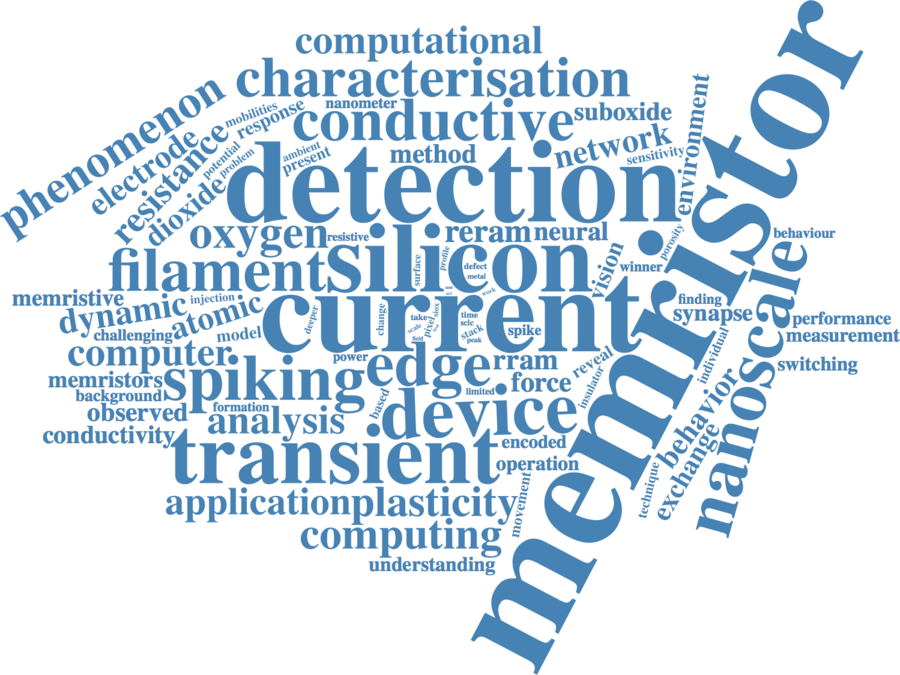 computational
characterisation
phenomenon
mobilities
nanometer
response
conductive
suboxide
electrode
resistance
potential
problem
ambient
present
method
network
sensitivity
environment
dioxide
detection
memristor
oxygen
resistive
silicon
reram
neural
vision
winner
porosity
behaviour
filament
surface
profile
defect
metal
work
memristive
dynamic
injection
atomic
challenging
model
current
deeper
change
take
scale
field
pixel
alox
time
sclc
stack
peak
spike
finding
synapse
nanoscale
performance
measurement
individual
computer
power
edge
rram
reveal
insulator
switching
memristors
background
spiking
limited
force
behavior
observed
formation
analysis
based
device
exchange
conductivity
transient
encoded
operation
technique
application
plasticity
movement
computing
understanding